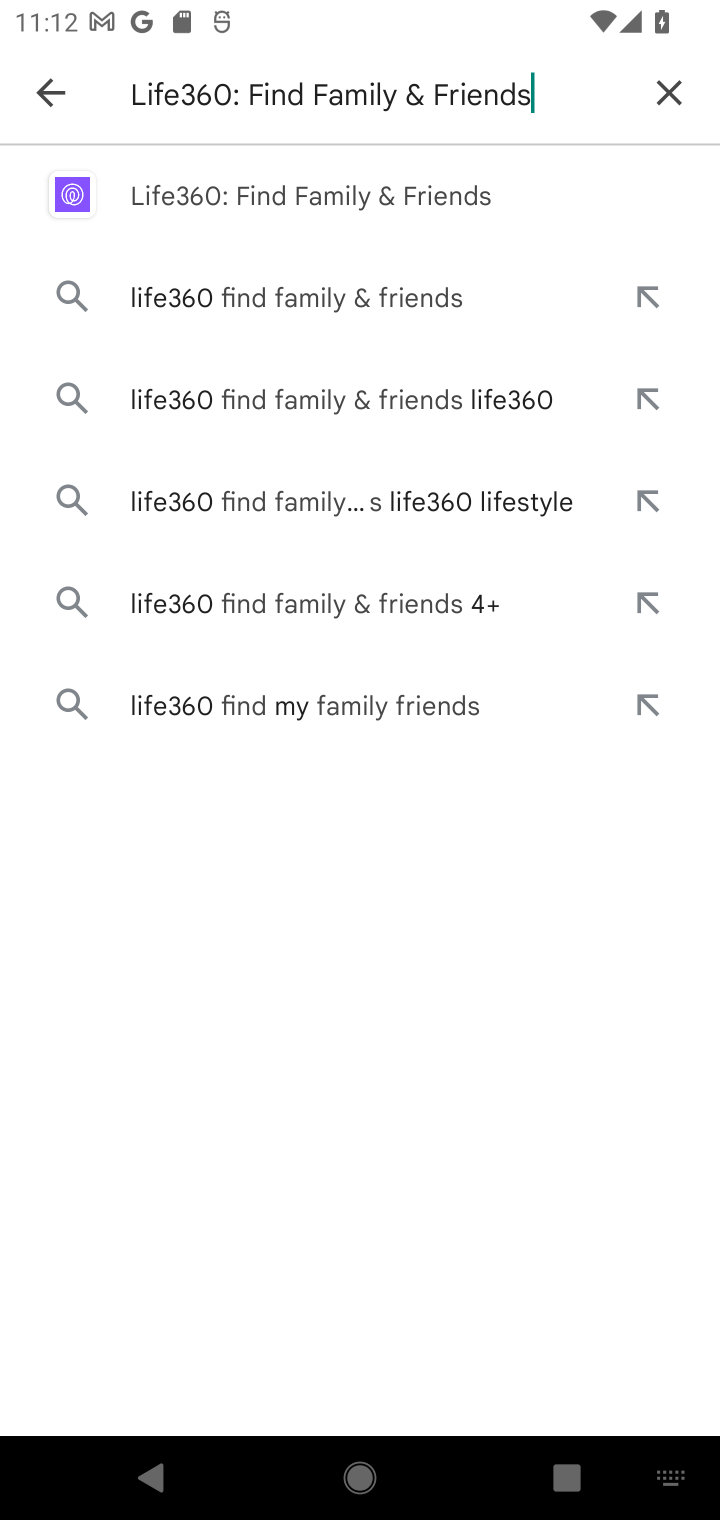 11:12
Life360: Find Family & Friends
Life360: Find Family & Friends
life360 find family & friends
life360 find family & friends life360
life360 find family... s life360 lifestyle
life360 find family & friends 4+
life360 find my family friends